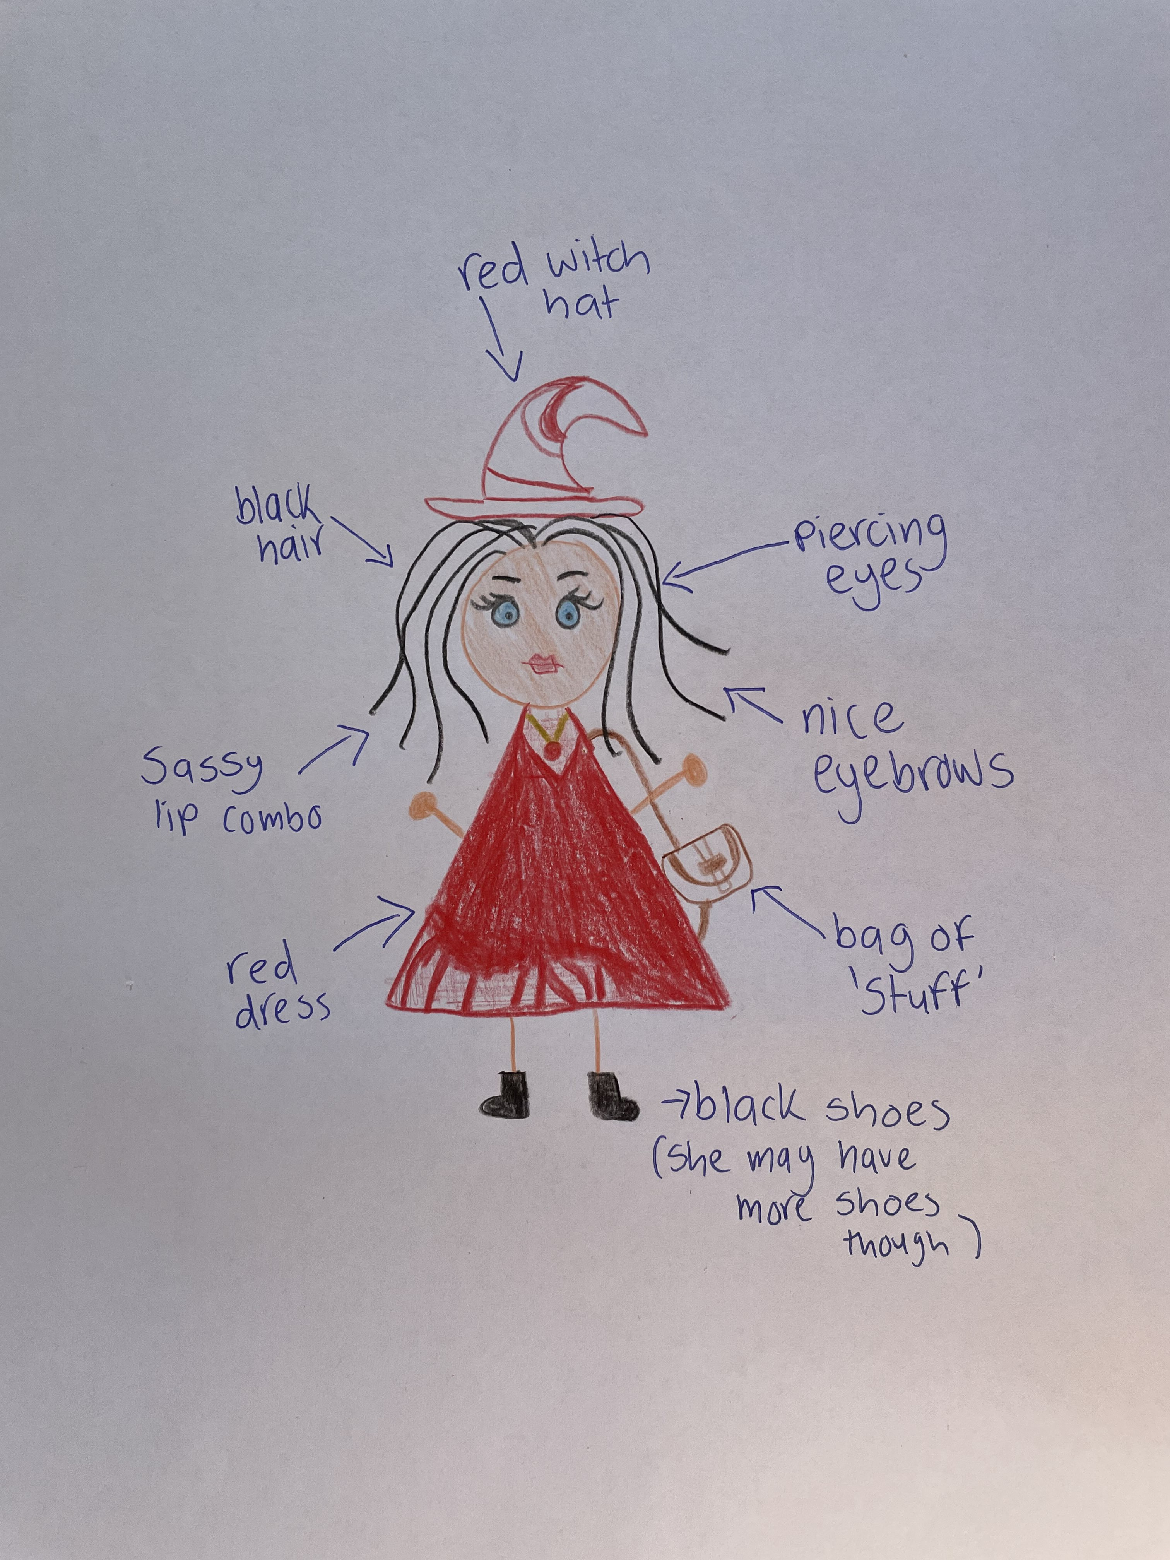 red witch
hat
black
hair
piercing
eyes
nice
eyebrows
sassy
lip combo
bag of
'stuff'
red
dress
→black shoes
(she may have
more shoes
though)